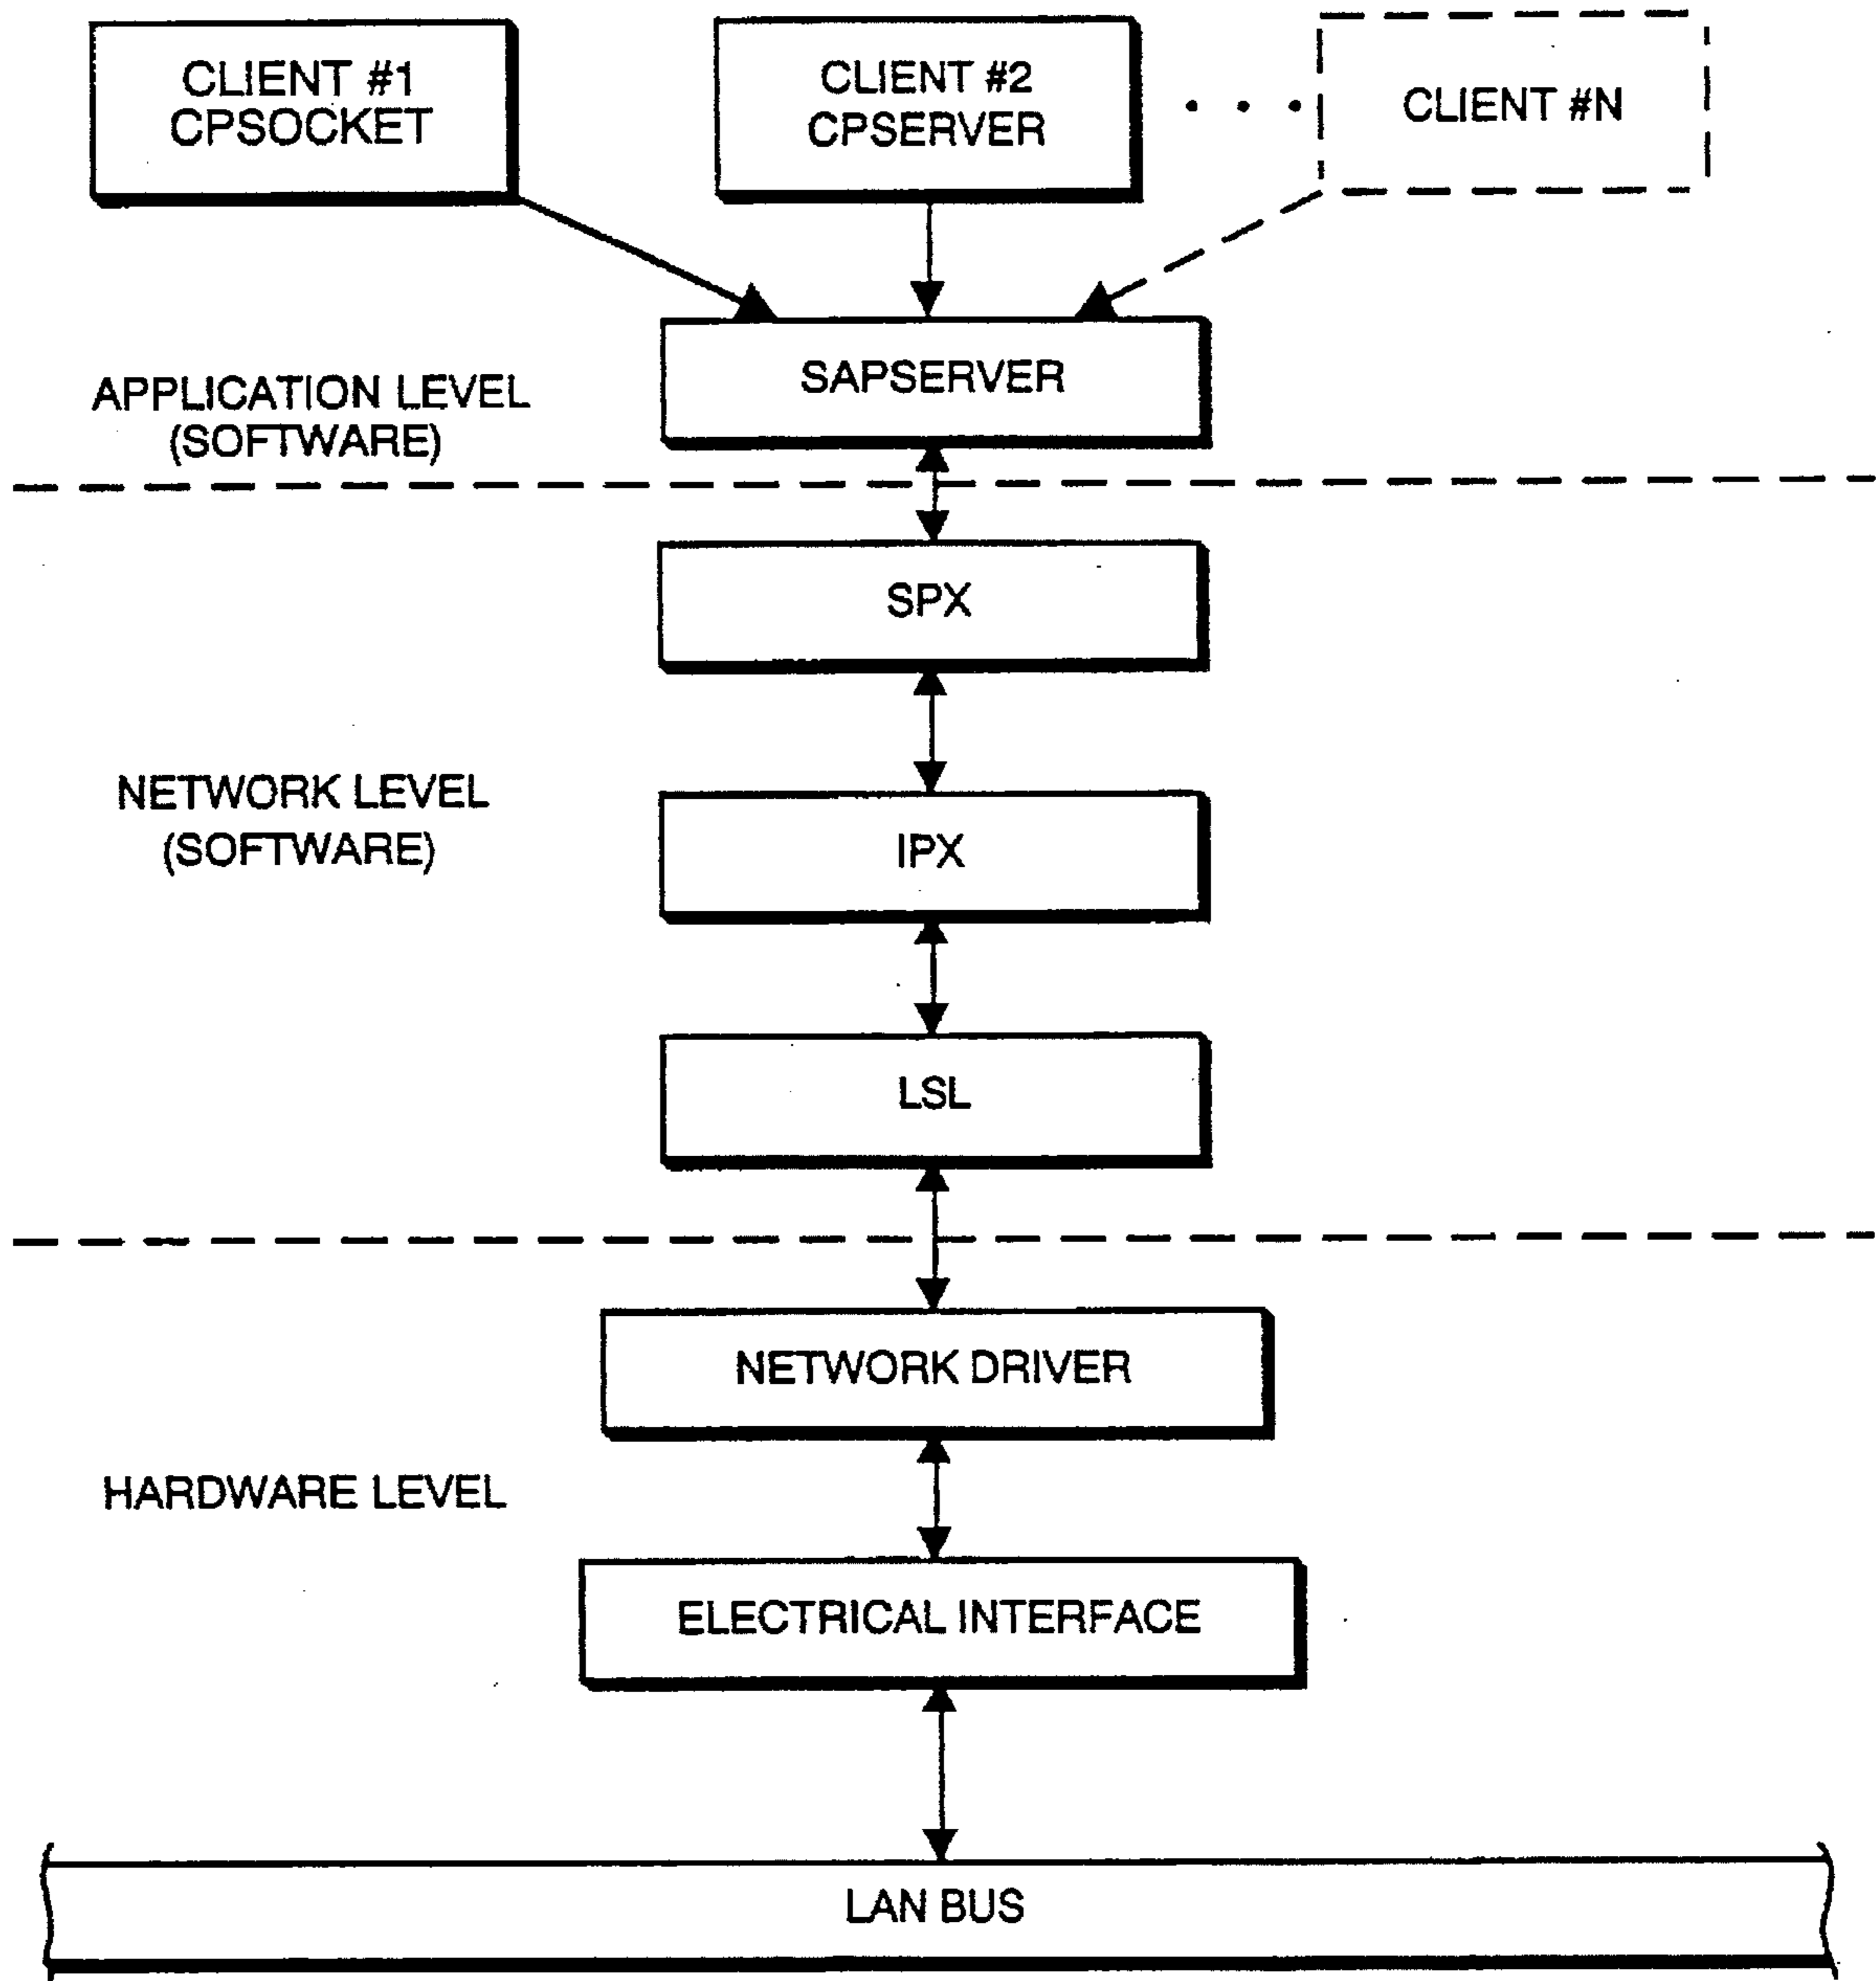 CLIENT #1
CPSOCKET
CLIENT #2
CPSERVER
CLIENT #N
SAPSERVER
APPLICATION LEVEL
(SOFTWARE)
SPX
NETWORK LEVEL
(SOFTWARE)
IPX
LSL
NETWORK DRIVER
HARDWARE LEVEL
ELECTRICAL INTERFACE
LAN BUS